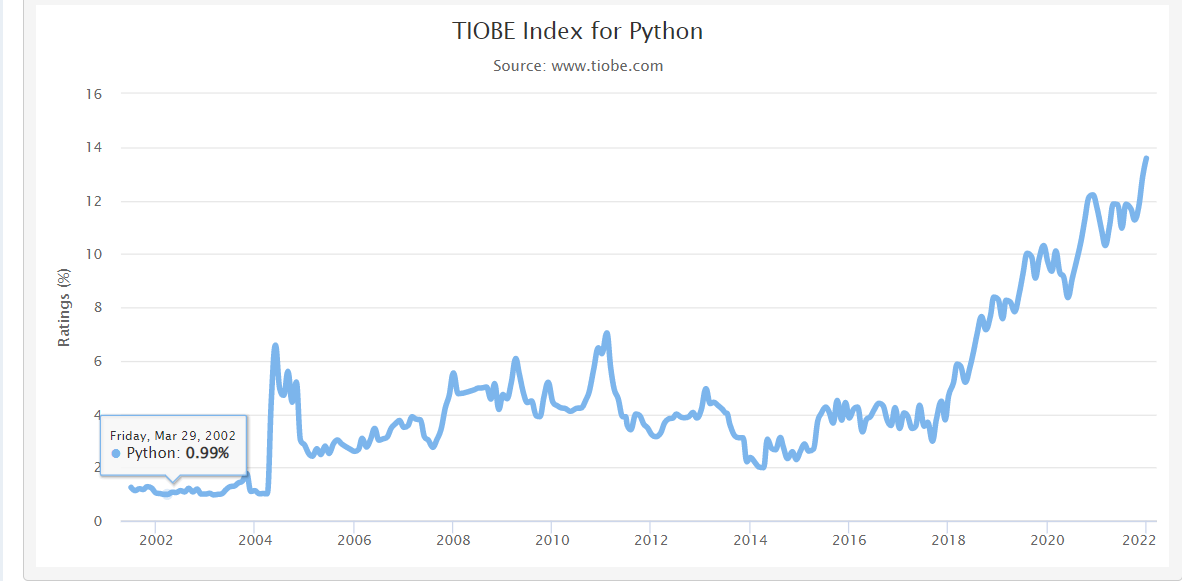 TIOBE Index for Python
Source: www.tiobe.com
16
14
12
10
8
6
4
2
0
Ratings (%)
Friday, Mar 29, 2002
Python: 0.99%
2002 2004 2006 2008 2010 2012 2014 2016 2018 2020 2022